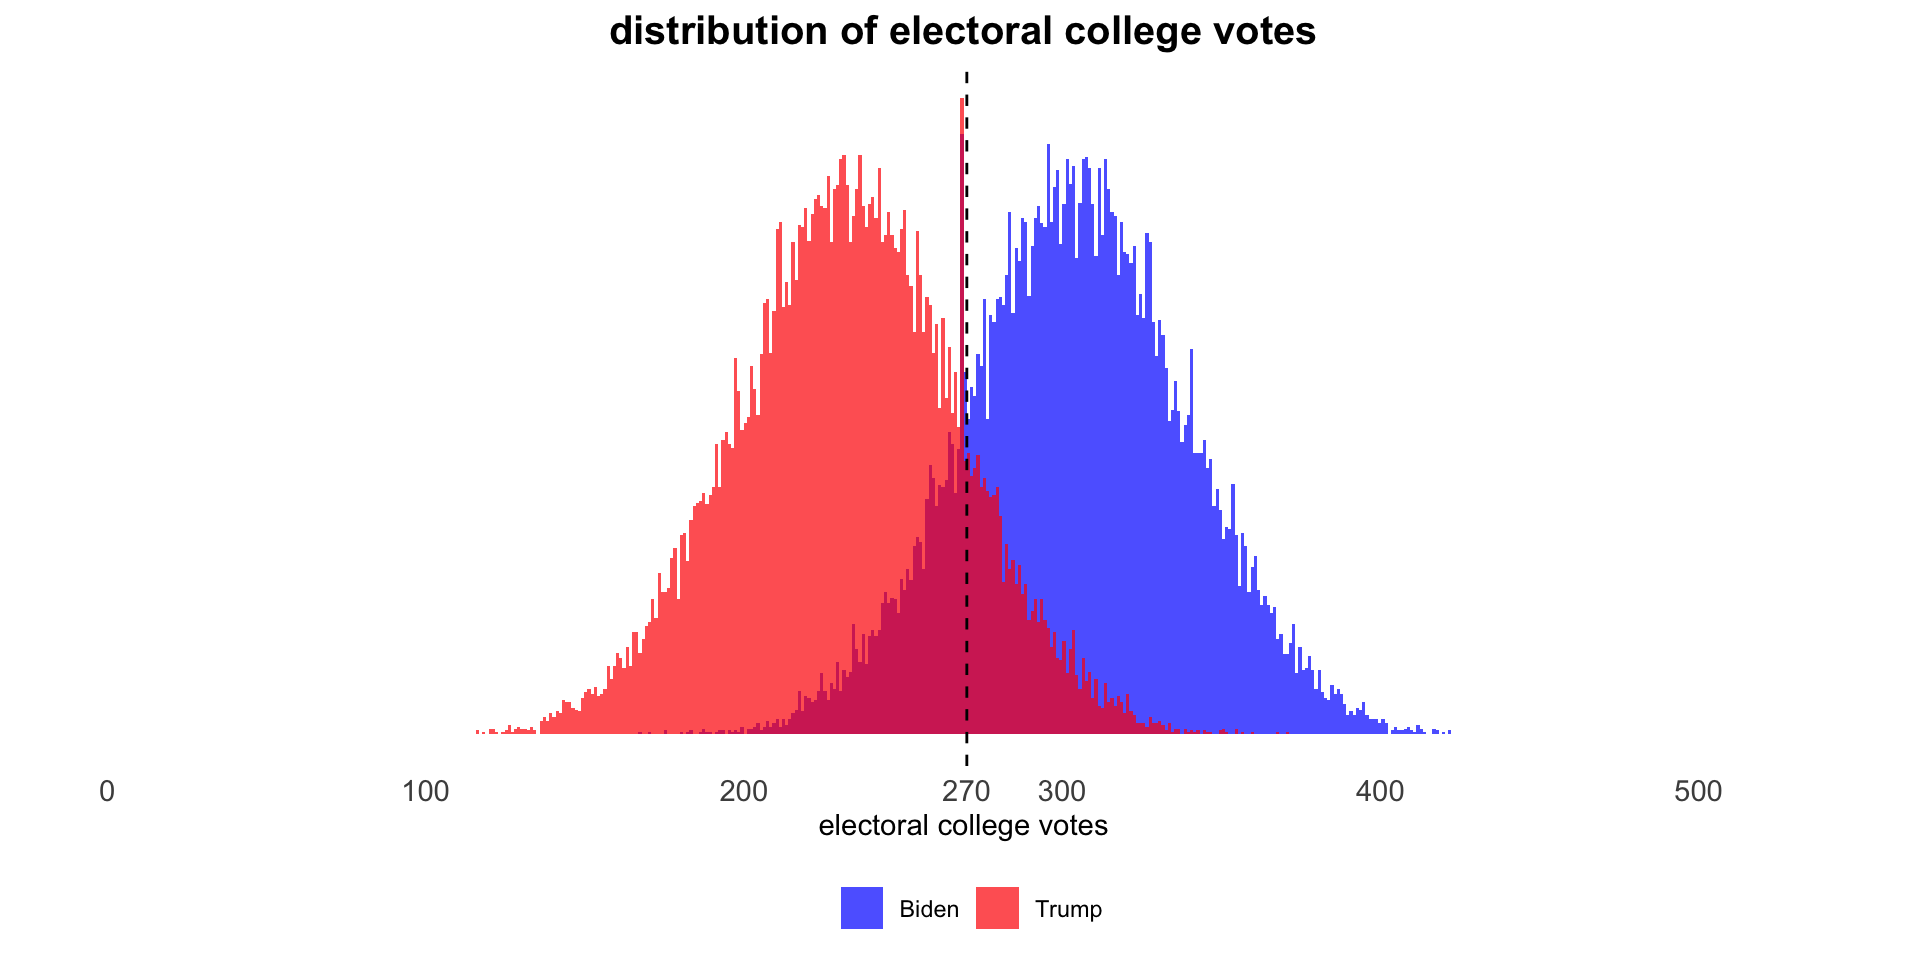 distribution of electoral college votes
0 100 200 270 300 400 500
electoral college votes
Biden Trump